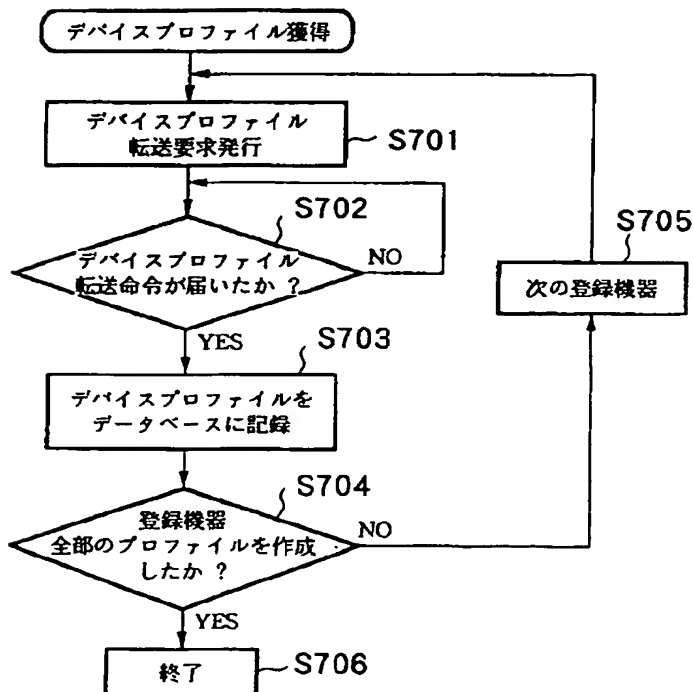 デバイスプロファイル獲得
デバイスプロファイル
転送要求発行
S701
S702
デバイスプロファイル
転送命令が届いたか ?
NO
YES
S705
次の登録機器
S703
デバイスプロファイルを
データベースに記録
S704
登録機器
全部のプロファイルを作成
したか ?
NO
YES
終了
S706